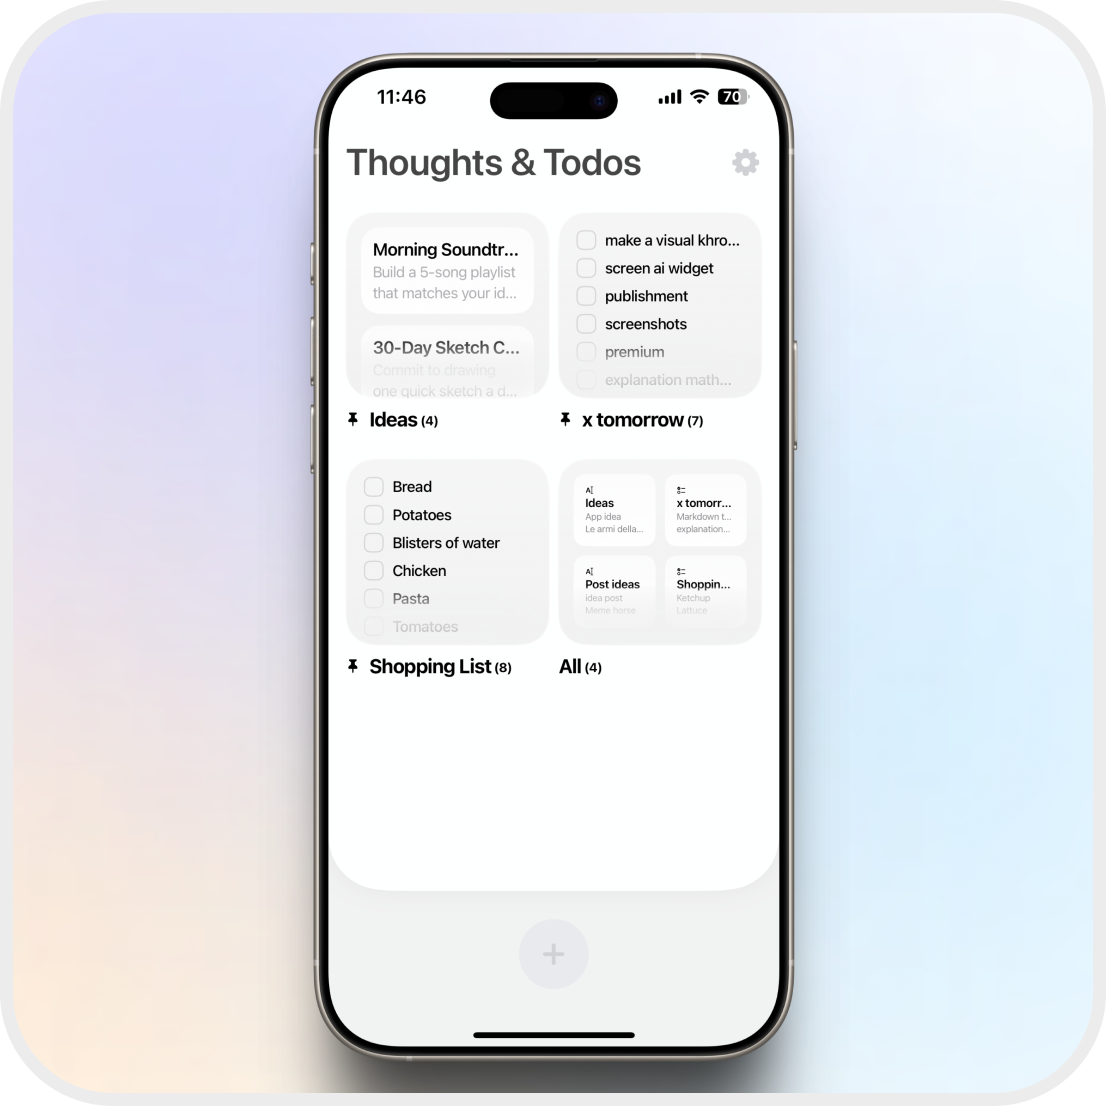 11:46
70
Thoughts & Todos
Morning Soundtr...
Build a 5-song playlist
that matches your id...
30-Day Sketch C...
Commit to drawing
one quick sketch a d...
Ideas (4)
make a visual khro...
screen ai widget
publishment
screenshots
premium
explanation math...
x tomorrow (7)
Bread
Potatoes
Blisters of water
Chicken
Pasta
Tomatoes
Shopping List (8)
A
Ideas
App idea
Le armi della...
x tomorr...
Markdown t...
explanation...
A
Post ideas
idea post
Meme horse
Shoppin...
Ketchup
Lattuce
All (4)